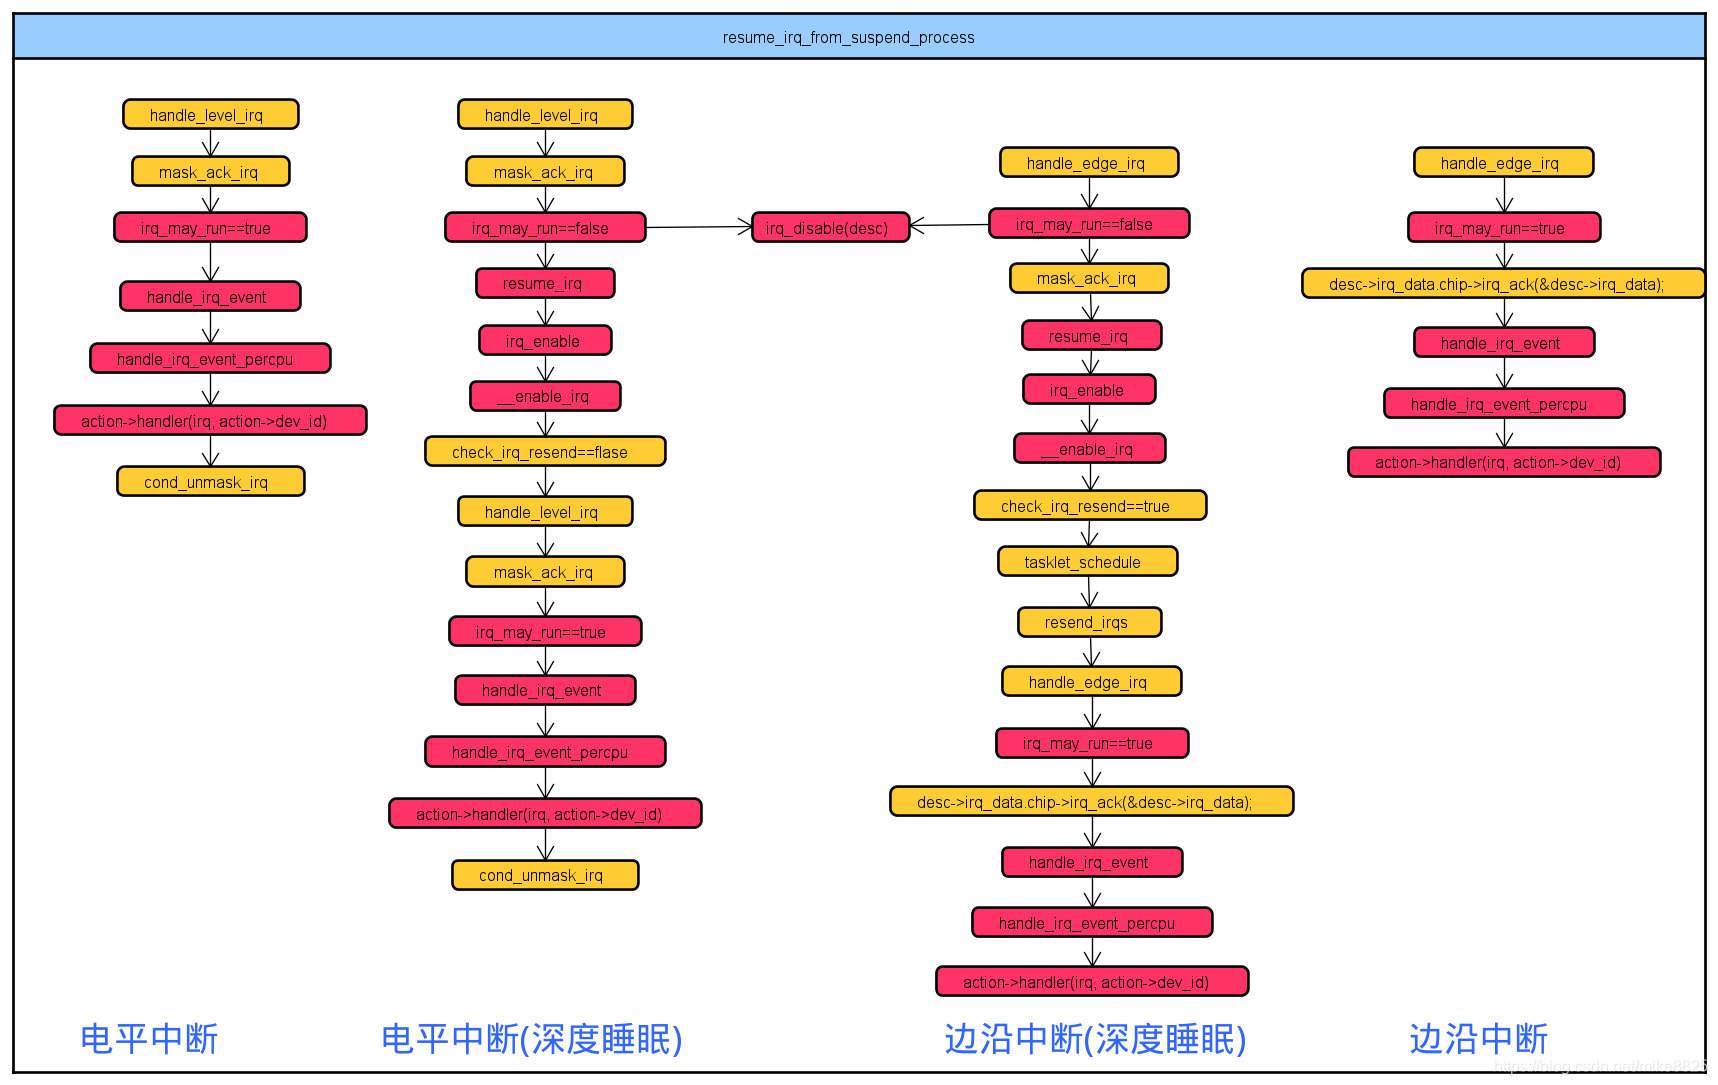 resume_irq_from_suspend_process
handle_level_irq
mask_ack_irq
irq_may_run==true
handle_irq_event
handle_irq_event_percpu
action->handler(irq, action->dev_id)
cond_unmask_irq
电平中断
handle_level_irq
mask_ack_irq
irq_may_run==false
irq_disable(desc)
resume_irq
irq_enable
__enable_irq
check_irq_resend==flase
handle_level_irq
mask_ack_irq
irq_may_run==true
handle_irq_event
handle_irq_event_percpu
action->handler(irq, action->dev_id)
cond_unmask_irq
电平中断(深度睡眠)
handle_edge_irq
irq_may_run==false
mask_ack_irq
resume_irq
irq_enable
__enable_irq
check_irq_resend==true
tasklet_schedule
resend_irqs
handle_edge_irq
irq_may_run==true
desc->irq_data.chip->irq_ack(&desc->irq_data);
handle_irq_event
handle_irq_event_percpu
action->handler(irq, action->dev_id)
边沿中断(深度睡眠)
handle_edge_irq
irq_may_run==true
desc->irq_data.chip->irq_ack(&desc->irq_data);
handle_irq_event
handle_irq_event_percpu
action->handler(irq, action->dev_id)
边沿中断